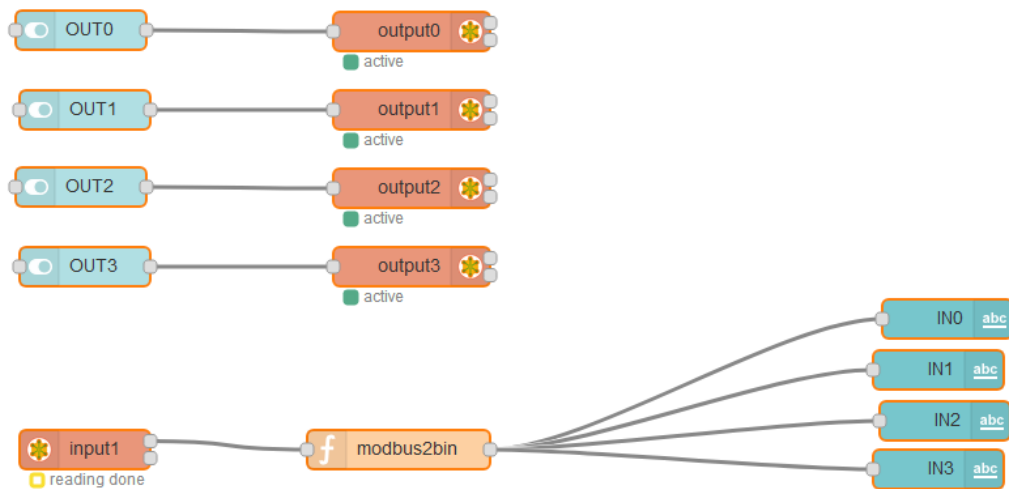 OUT0
output0
active
OUT1
output1
active
OUT2
output2
active
OUT3
output3
active
IN0
abc
IN1
abc
IN2
abc
input1
modbus2bin
IN3
abc
reading done